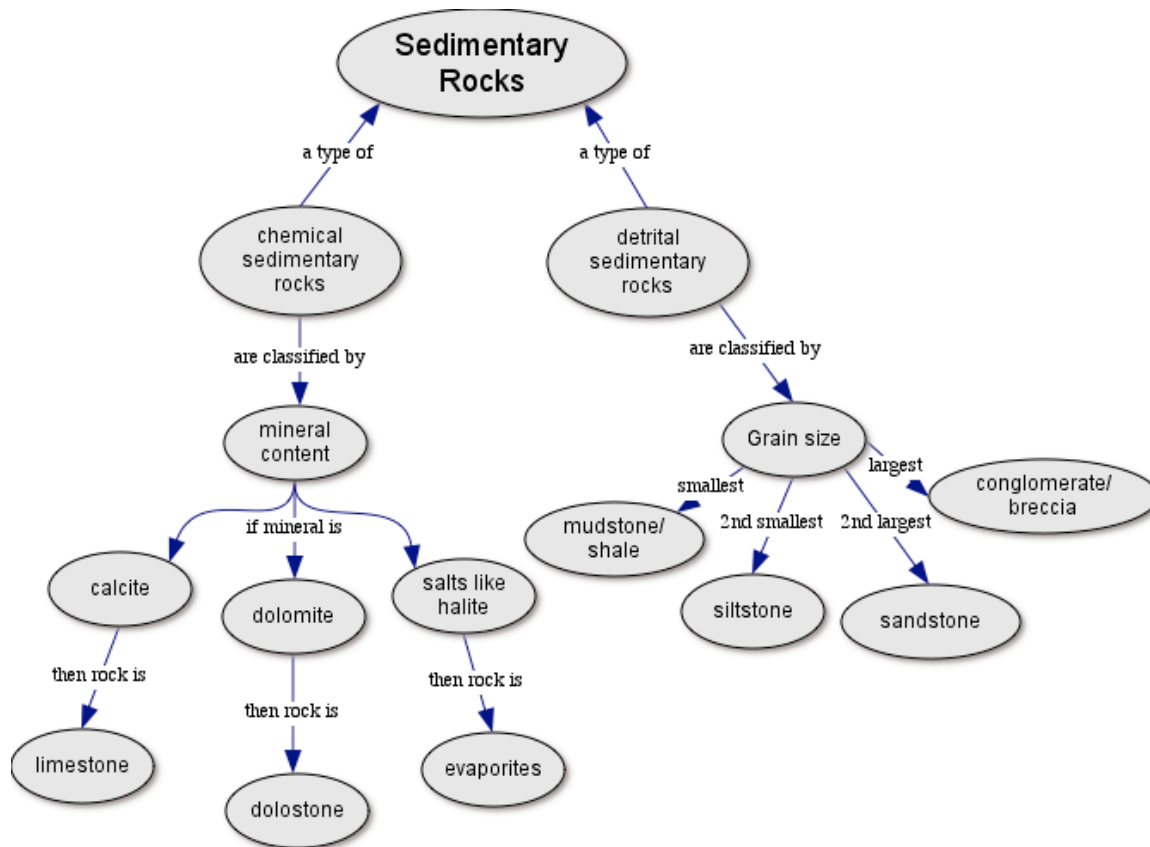 Sedimentary
Rocks
a type of
a type of
chemical
sedimentary
rocks
detrital
sedimentary
rocks
are classified by
are classified by
mineral
content
Grain size
largest
smallest
conglomerate/
breccia
2nd smallest
2nd largest
mudstone/
shale
if mineral is
calcite
dolomite
salts like
halite
siltstone
sandstone
then rock is
then rock is
then rock is
limestone
dolostone
evaporites